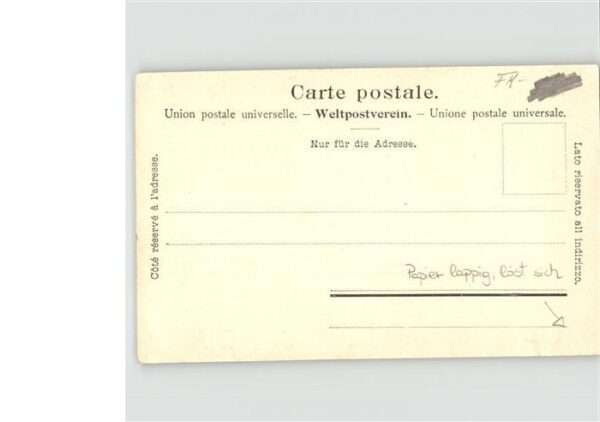 FR-
Carte postale.
Union postale universelle. – Weltpostverein. – Unione postale universale.
Nur für die Adresse.
Côté réservé à l'adresse.
Lato riservato all indirizzo.
Papier lappig, löst sich